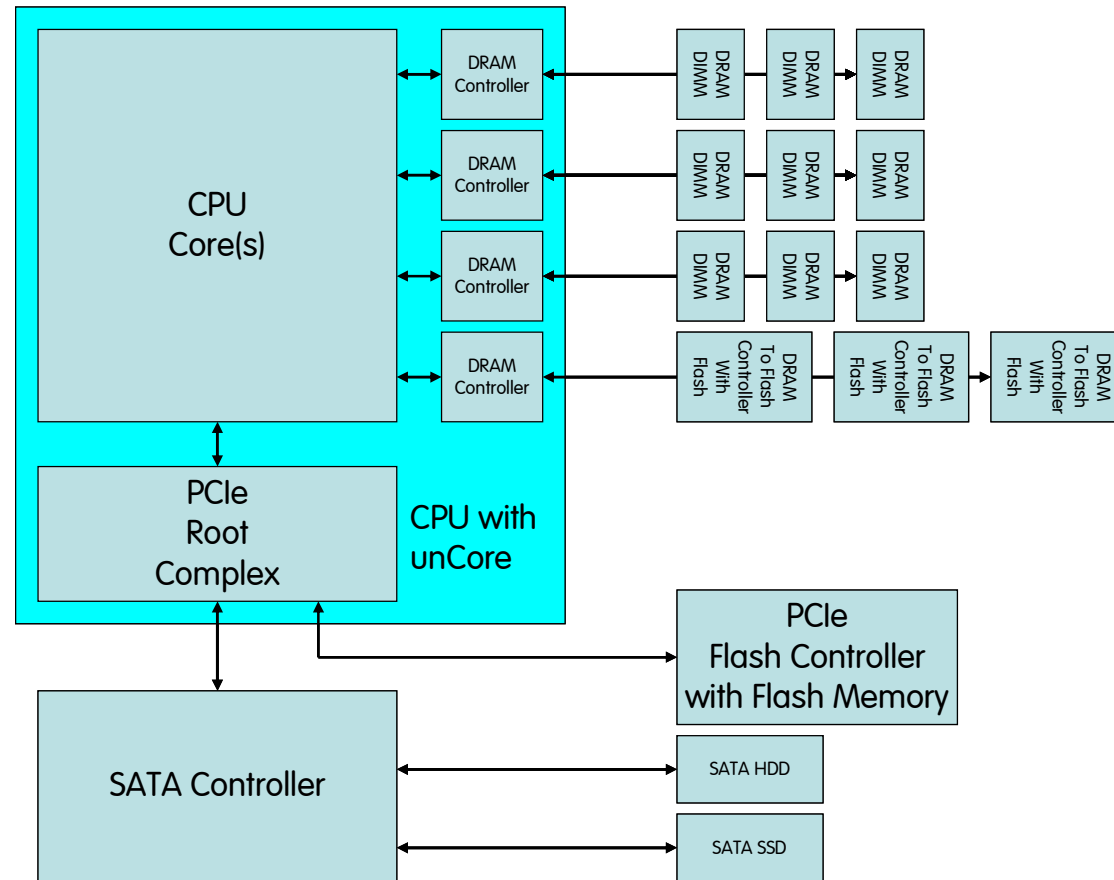 CPU
Core(s)
DRAM
Controller
DRAM
DIMM
DRAM
DIMM
DRAM
DIMM
DRAM
Controller
DRAM
DIMM
DRAM
DIMM
DRAM
DIMM
DRAM
Controller
DRAM
DIMM
DRAM
DIMM
DRAM
DIMM
DRAM
Controller
DRAM
To Flash
Controller
With
Flash
DRAM
To Flash
Controller
With
Flash
DRAM
To Flash
Controller
With
Flash
PCIe
Root
Complex
CPU with
unCore
PCIe
Flash Controller
with Flash Memory
SATA Controller
SATA HDD
SATA SSD